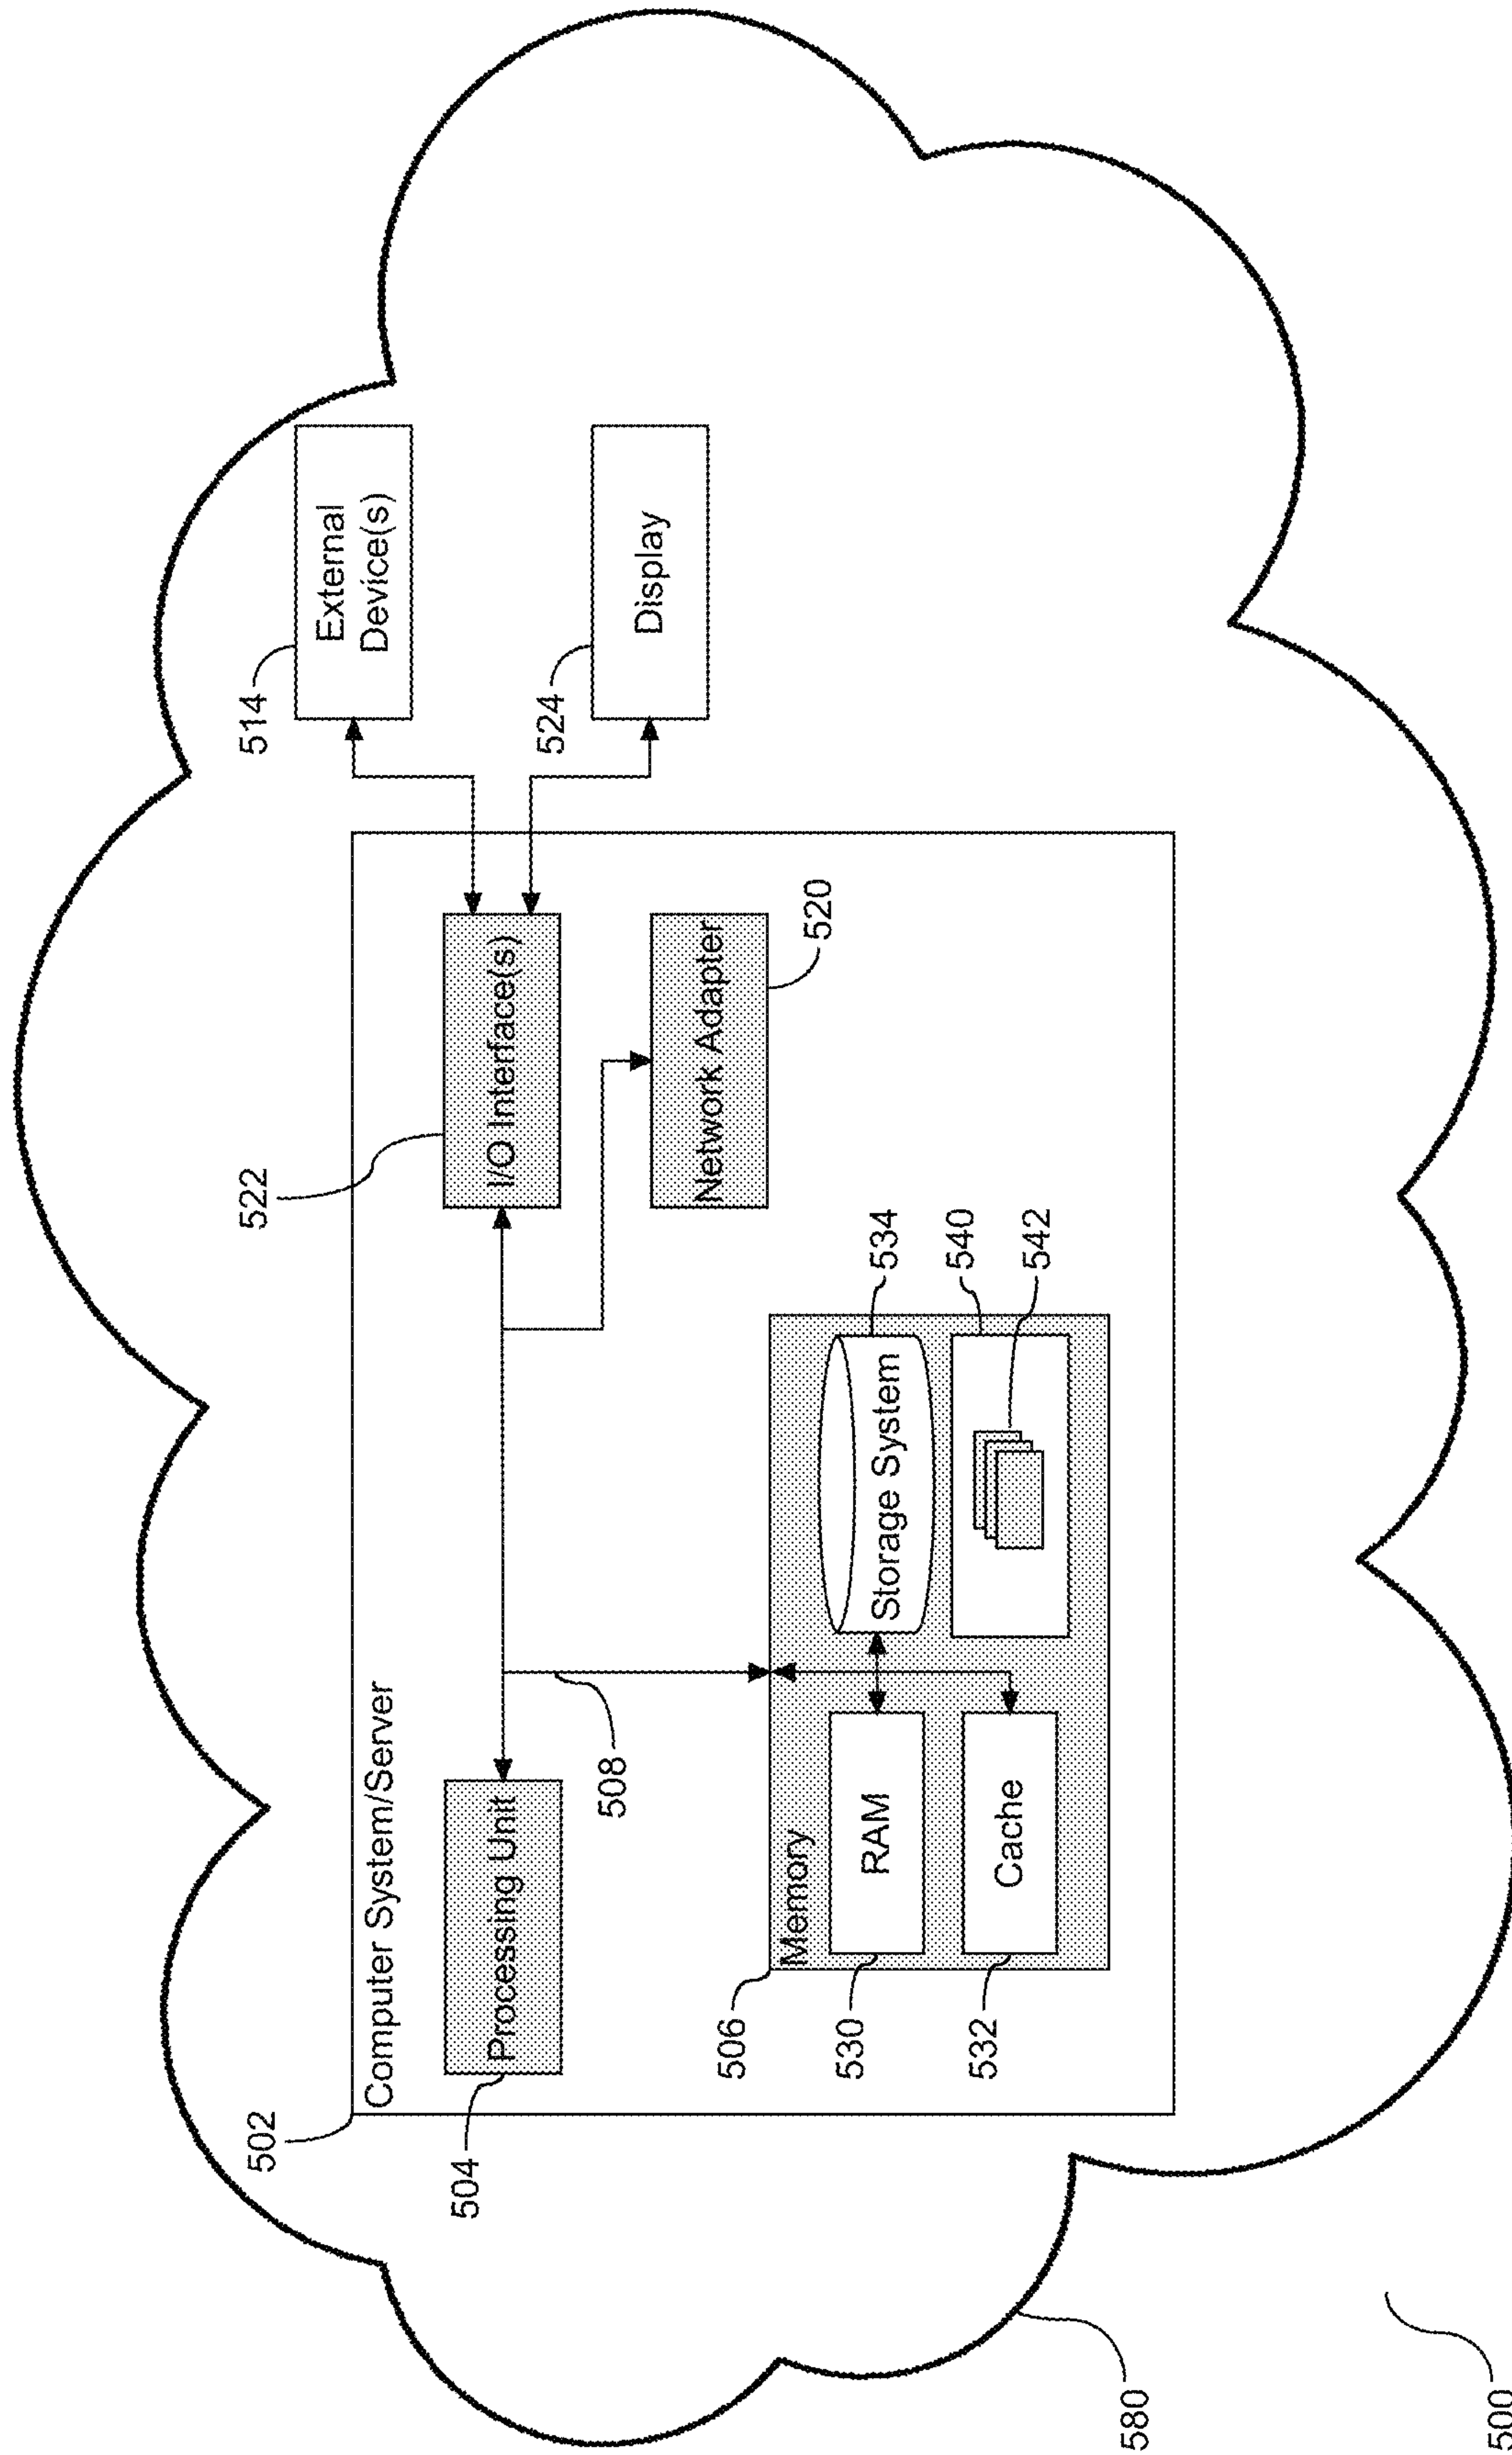 514
External
Device(s)
524
Display
522
I/O Interface(s)
Network Adapter
520
502
Computer System/Server
504
Processing Unit
508
506
Memory
534
Storage System
530
RAM
540
542
532
Cache
580
500